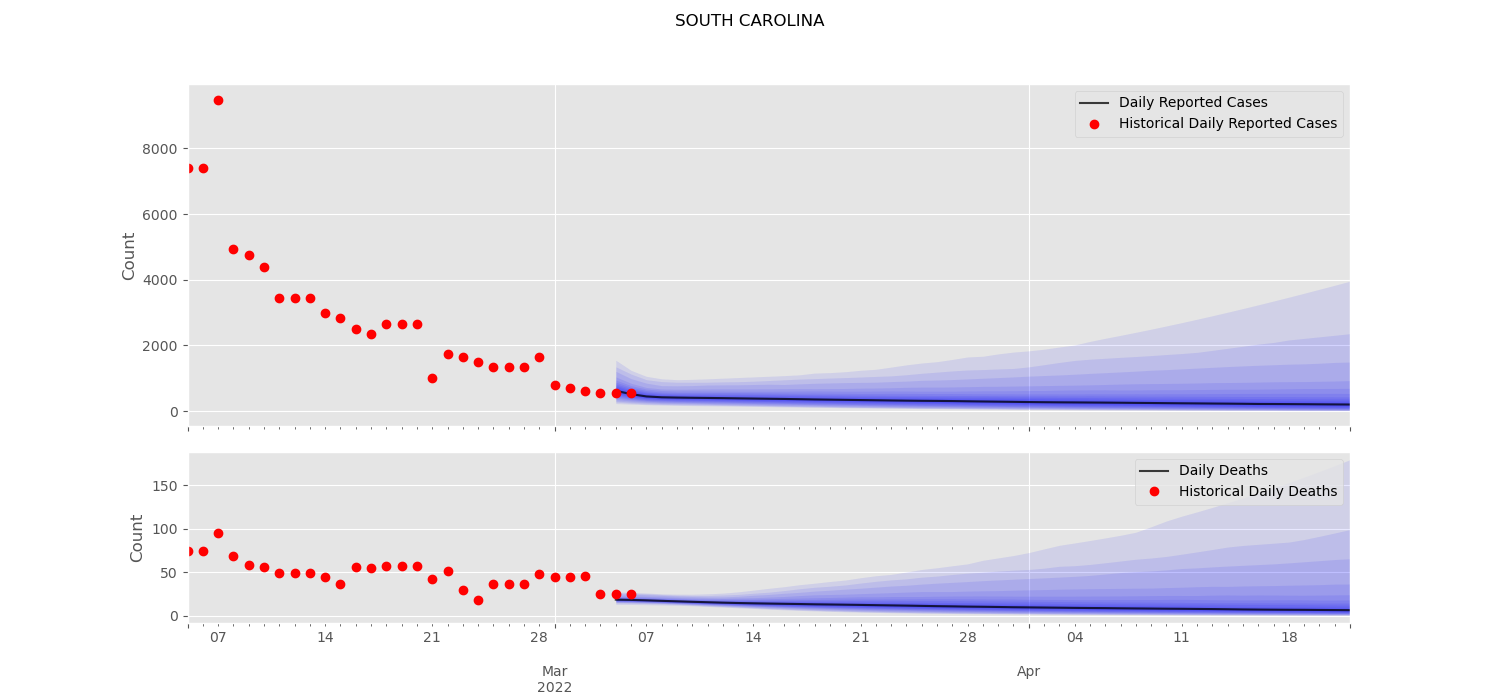 SOUTH CAROLINA
Daily Reported Cases
Historical Daily Reported Cases
8000
6000
4000
2000
0
Count
Daily Deaths
Historical Daily Deaths
150
100
50
0
Count
07 14 21 28 07 14 21 28 04 11 18
Mar Apr
2022